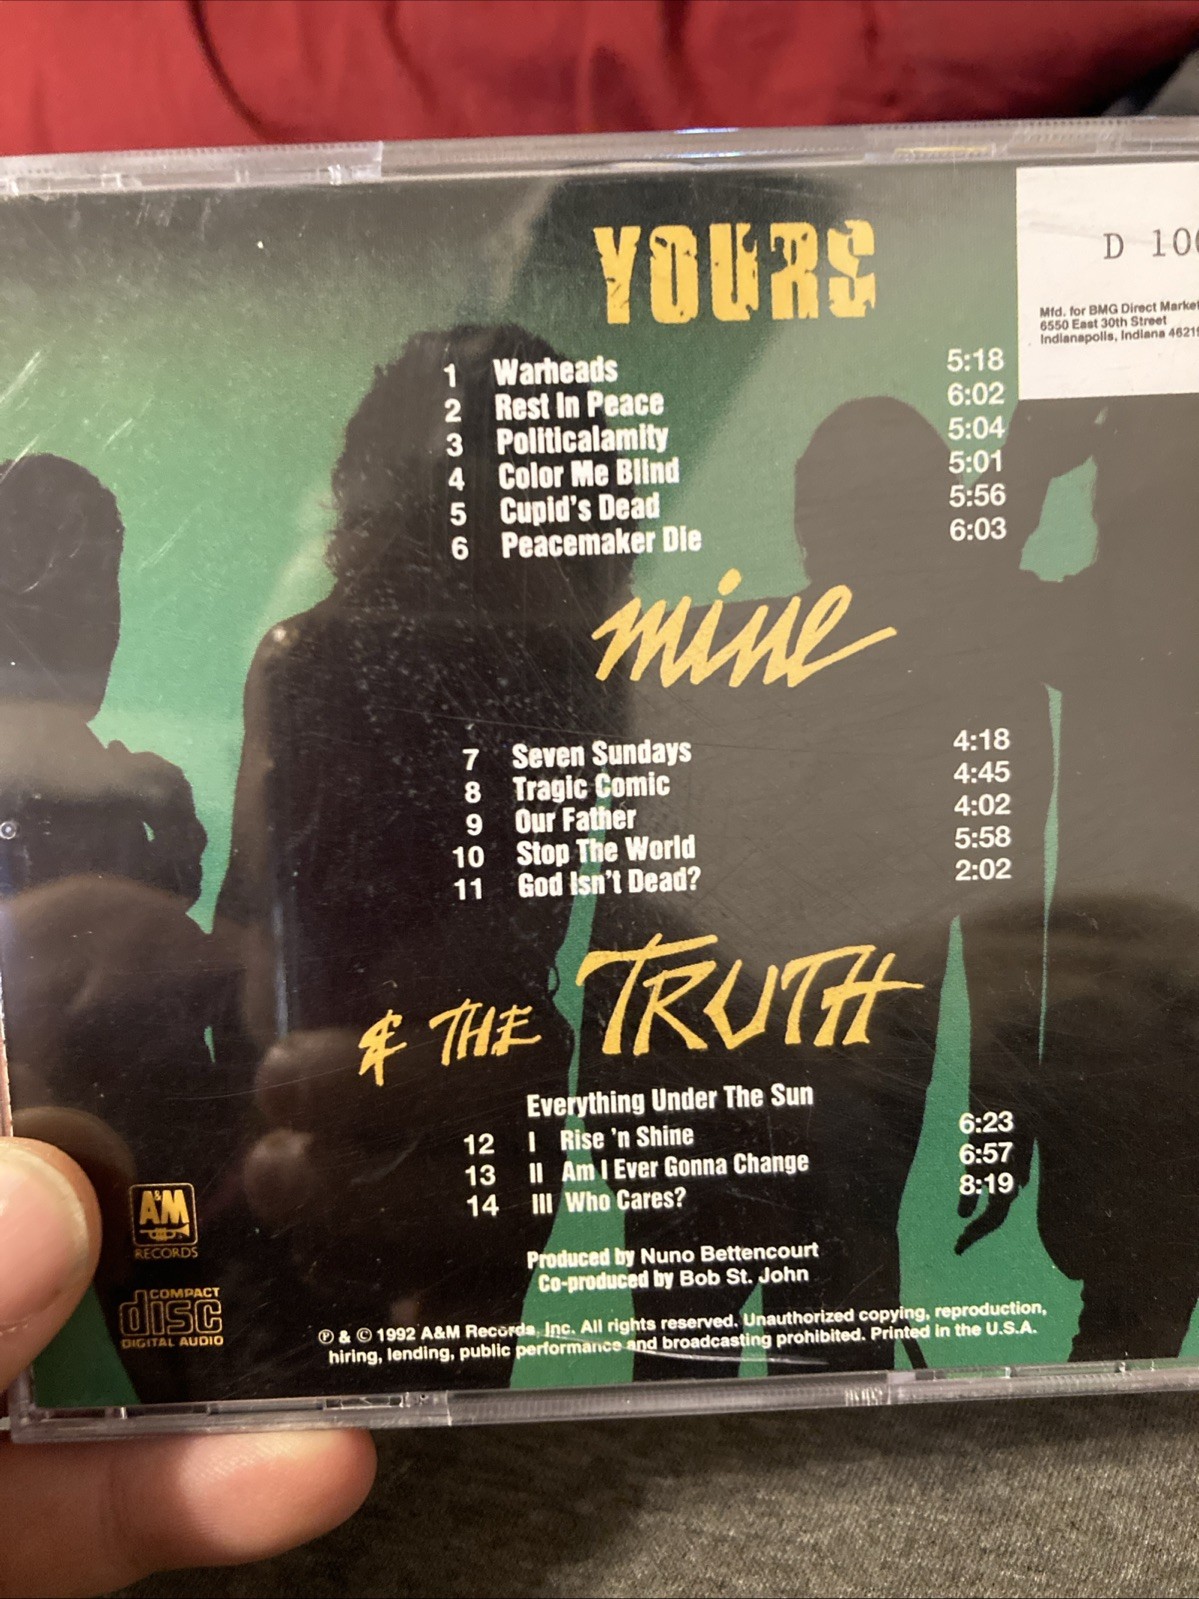 YOURS
D 10
Mfd. for BMG Direct Market
6550 East 30th Street
Indianapolis, Indiana 4621
1 Warheads 5:18
2 Rest In Peace 6:02
3 Politicalamity 5:04
4 Color Me Blind 5:01
5 Cupid's Dead 5:56
6 Peacemaker Die 6:03
mine
7 Seven Sundays 4:18
8 Tragic Comic 4:45
9 Our Father 4:02
10 Stop The World 5:58
11 God Isn't Dead? 2:02
& THE TRUTH
Everything Under The Sun
12 I Rise 'n Shine 6:23
13 II Am I Ever Gonna Change 6:57
14 III Who Cares? 8:19
A&M
RECORDS
COMPACT
disc
DIGITAL AUDIO
Produced by Nuno Bettencourt
Co-produced by Bob St. John
℗ & © 1992 A&M Records, Inc. All rights reserved. Unauthorized copying, reproduction,
hiring, lending, public performance and broadcasting prohibited. Printed in the U.S.A.